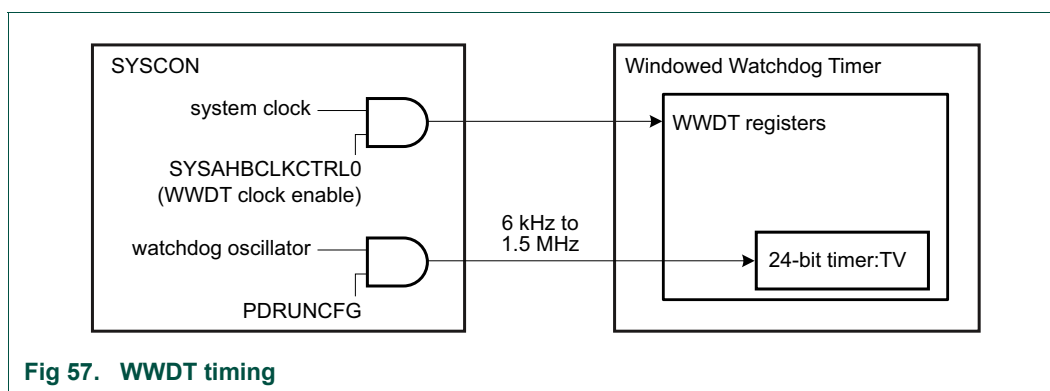 SYSCON
system clock
SYSAHBCLKCTRL0
(WWDT clock enable)
watchdog oscillator
PDRUNCFG
6 kHz to
1.5 MHz
Windowed Watchdog Timer
WWDT registers
24-bit timer:TV
Fig 57. WWDT timing